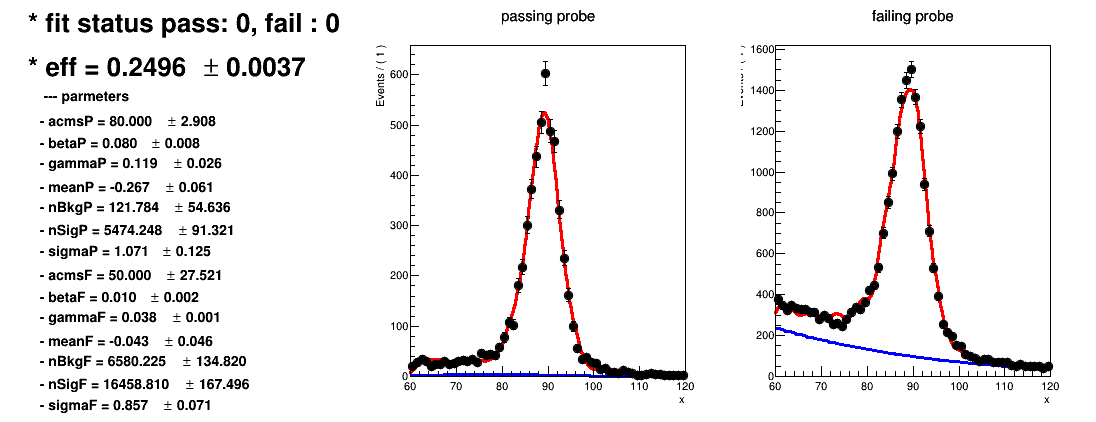 * fit status pass: 0, fail : 0
* eff = 0.2496 ± 0.0037
--- parmeters
- acmsP = 80.000 ± 2.908
- betaP = 0.080 ± 0.008
- gammaP = 0.119 ± 0.026
- meanP = -0.267 ± 0.061
- nBkgP = 121.784 ± 54.636
- nSigP = 5474.248 ± 91.321
- sigmaP = 1.071 ± 0.125
- acmsF = 50.000 ± 27.521
- betaF = 0.010 ± 0.002
- gammaF = 0.038 ± 0.001
- meanF = -0.043 ± 0.046
- nBkgF = 6580.225 ± 134.820
- nSigF = 16458.810 ± 167.496
- sigmaF = 0.857 ± 0.071
passing probe
Events / ( 1 )
600
500
400
300
200
100
0
60 70 80 90 100 110 120
x
failing probe
1600
1400
1200
1000
800
600
400
200
0
60 70 80 90 100 110 120
x